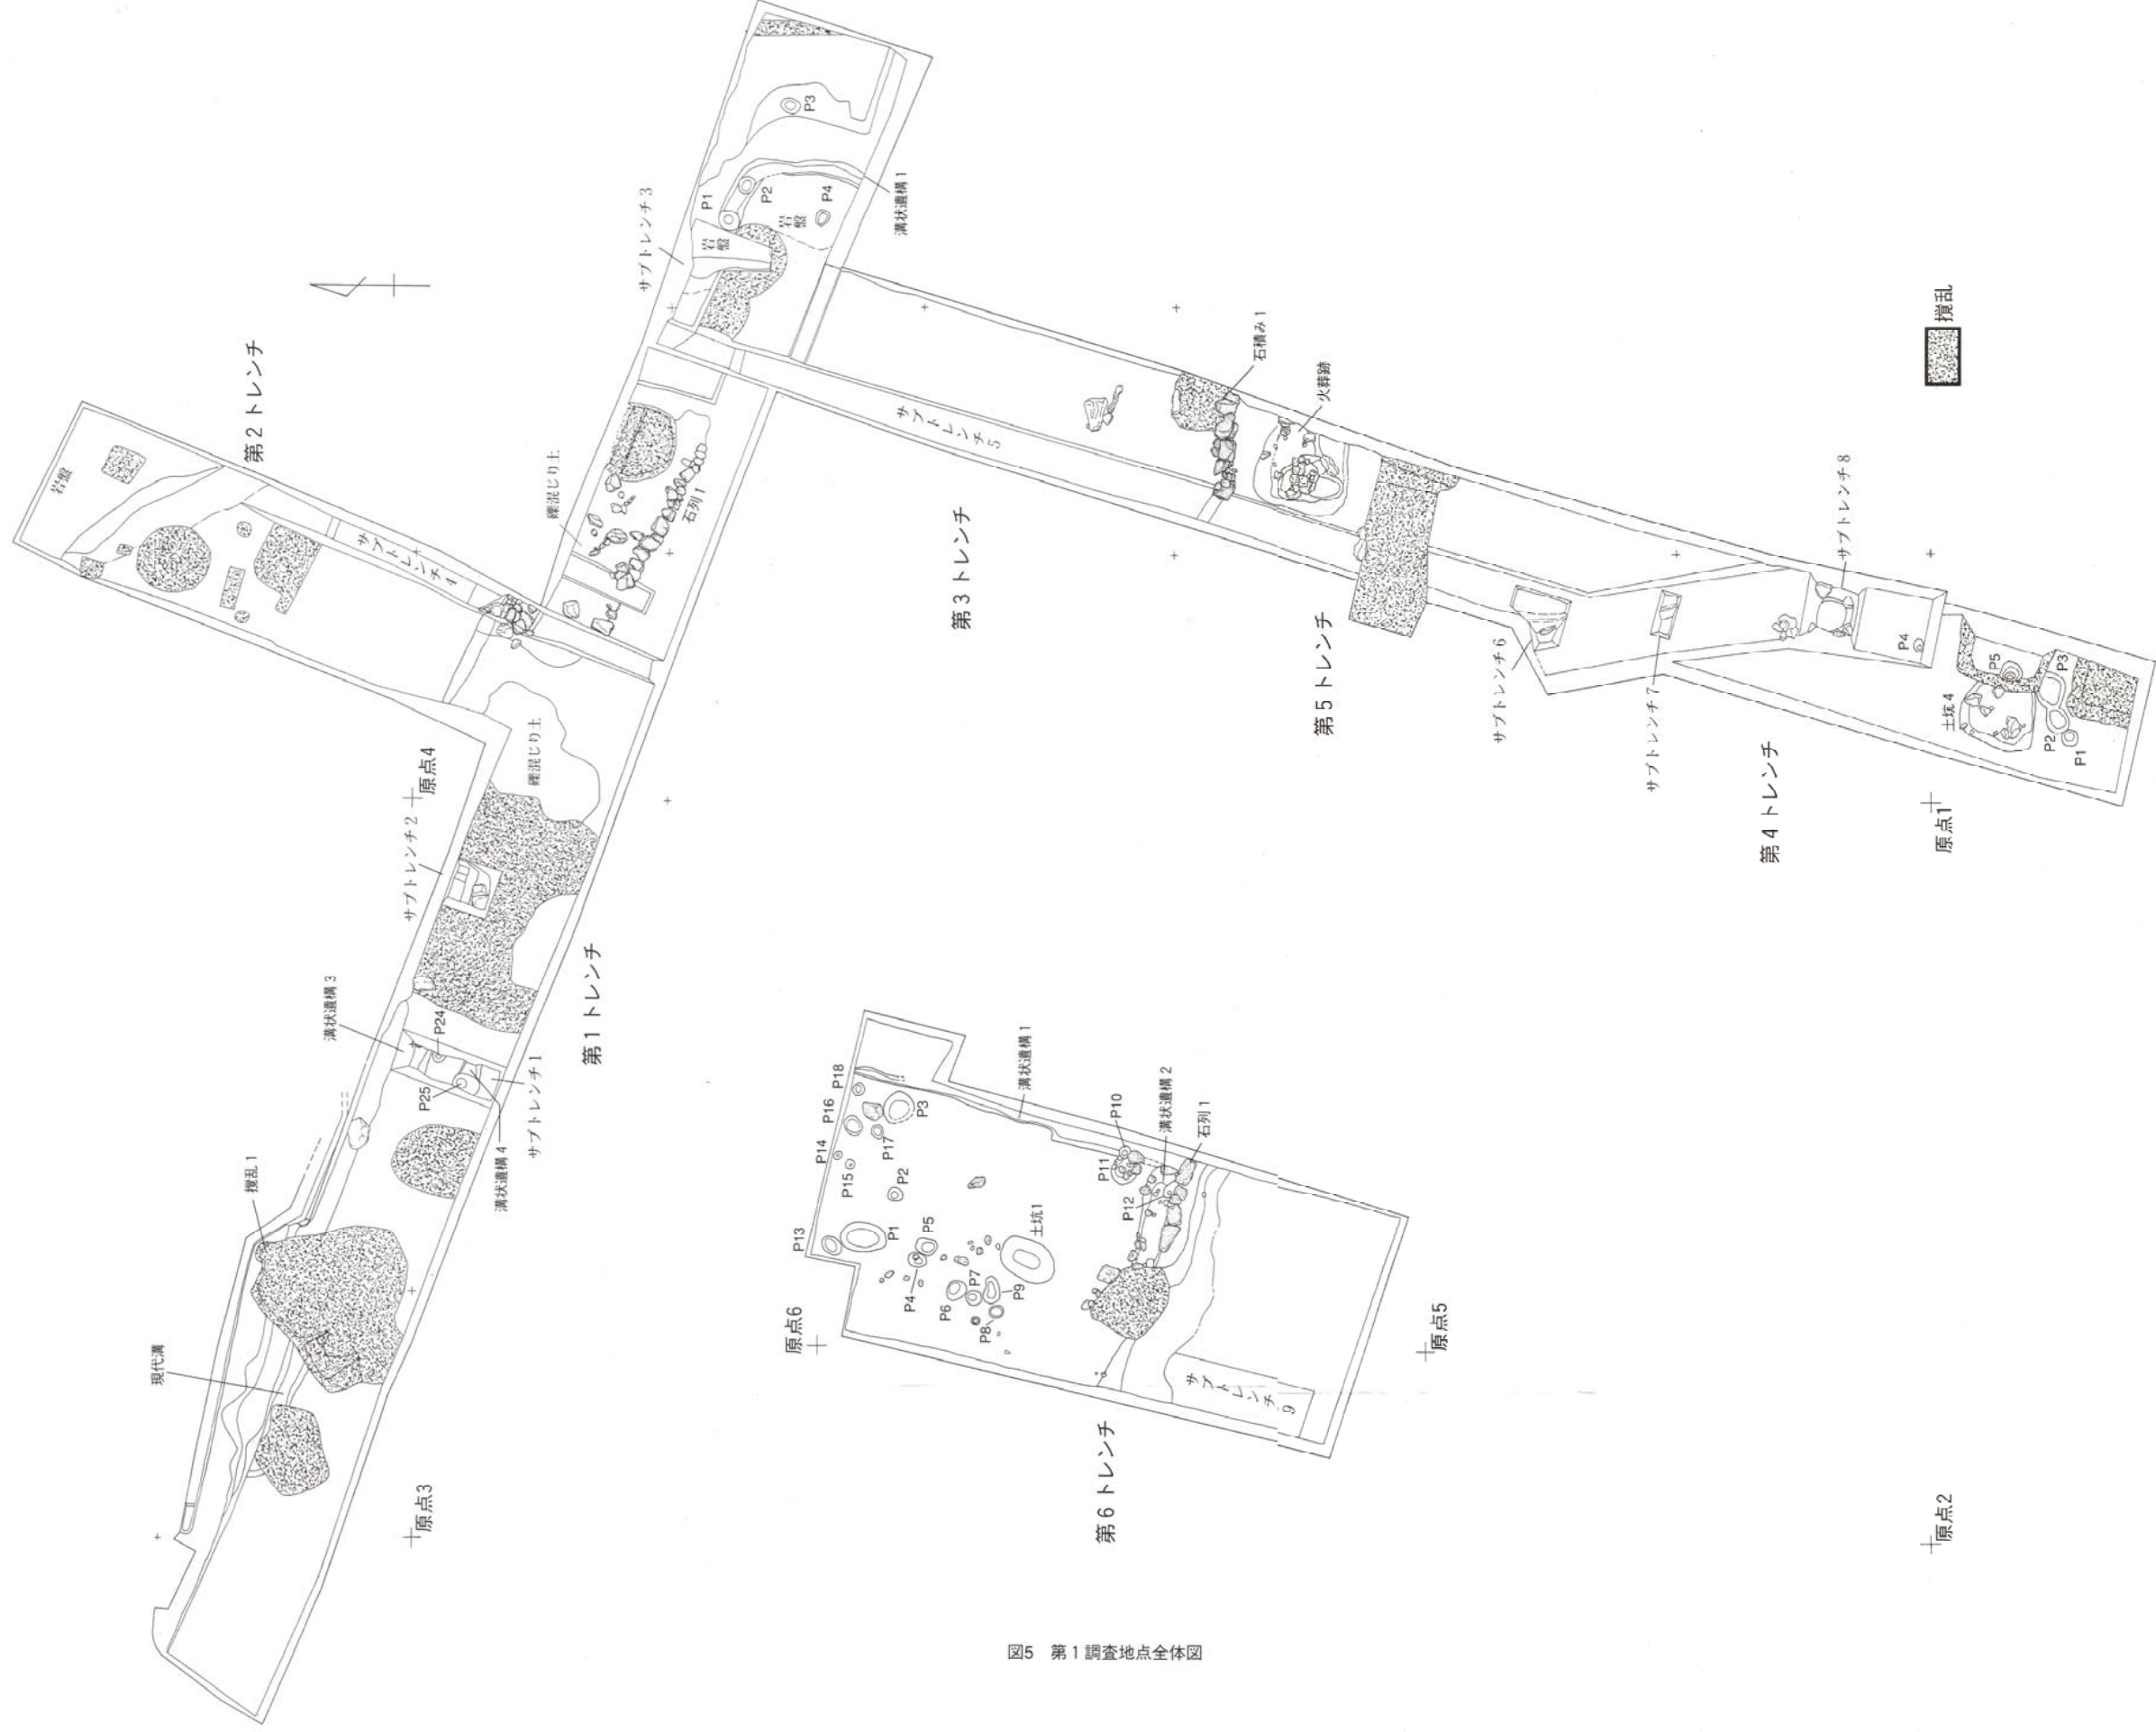 第2トレンチ
岩盤
サブトレンチ4
サブトレンチ3
P1
P2
P3
P4
岩盤
岩盤
溝状遺構1
礫混じり土
石列1
第3トレンチ
サブトレンチ5
石積み1
火葬跡
第5トレンチ
サブトレンチ6
サブトレンチ7
サブトレンチ8
P4
第4トレンチ
土坑4
P5
P3
P2
P1
原点1
攪乱
原点4
サブトレンチ2
礫混じり土
第1トレンチ
溝状遺構3
P24
P25
サブトレンチ1
溝状遺構4
攪乱1
現代溝
原点3
原点6
P13
P14
P15
P16
P17
P18
P3
P2
P1
P5
P4
P6
P7
P8
P9
土坑1
溝状遺構1
P10
P11
P12
溝状遺構2
石列1
サブトレンチ9
第6トレンチ
原点5
原点2
図5 第1調査地点全体図